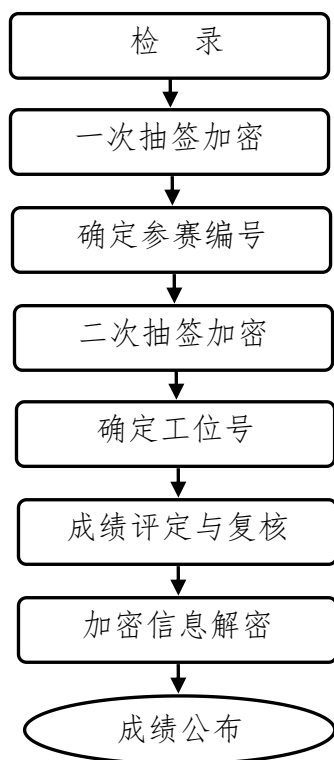 检 录
一次抽签加密
确定参赛编号
二次抽签加密
确定工位号
成绩评定与复核
加密信息解密
成绩公布